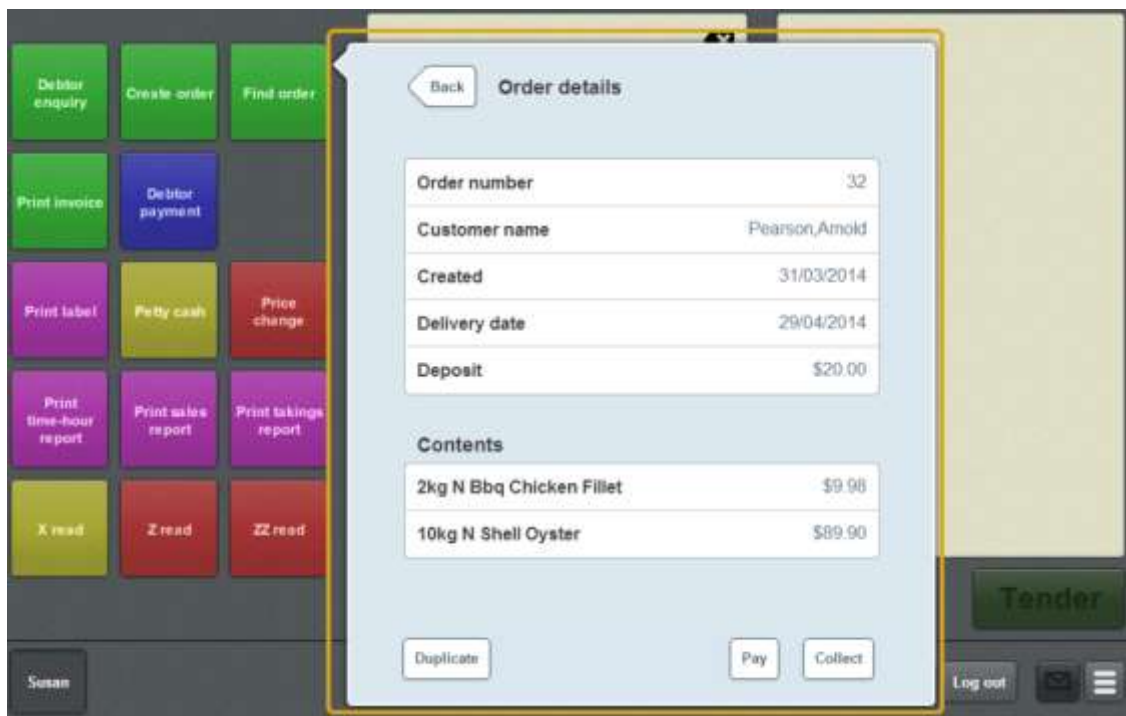 Debtor
enquiry
Create order
Find order
Print invoice
Debtor
payment
Print label
Petty cash
Price
change
Print
time-hour
report
Print sales
report
Print takings
report
X read
Z read
ZZ read
Susan
Back
Order details
Order number 32
Customer name Pearson,Arnold
Created 31/03/2014
Delivery date 29/04/2014
Deposit $20.00
Contents
2kg N Bbq Chicken Fillet $9.98
10kg N Shell Oyster $89.90
Duplicate
Pay
Collect
Tender
Log out